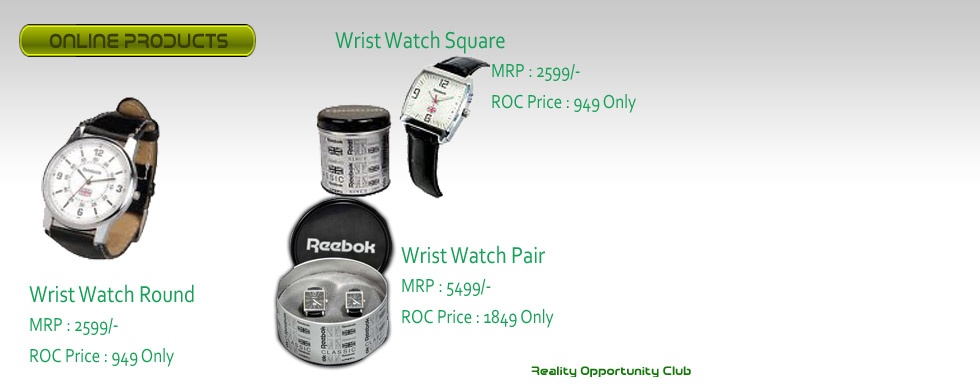 ONLINE PRODUCTS
Wrist Watch Square
MRP : 2599/-
ROC Price : 949 Only
Reebok
Wrist Watch Pair
MRP : 5499/-
ROC Price : 1849 Only
CLASSIC
Wrist Watch Round
MRP : 2599/-
ROC Price : 949 Only
Reality Opportunity Club